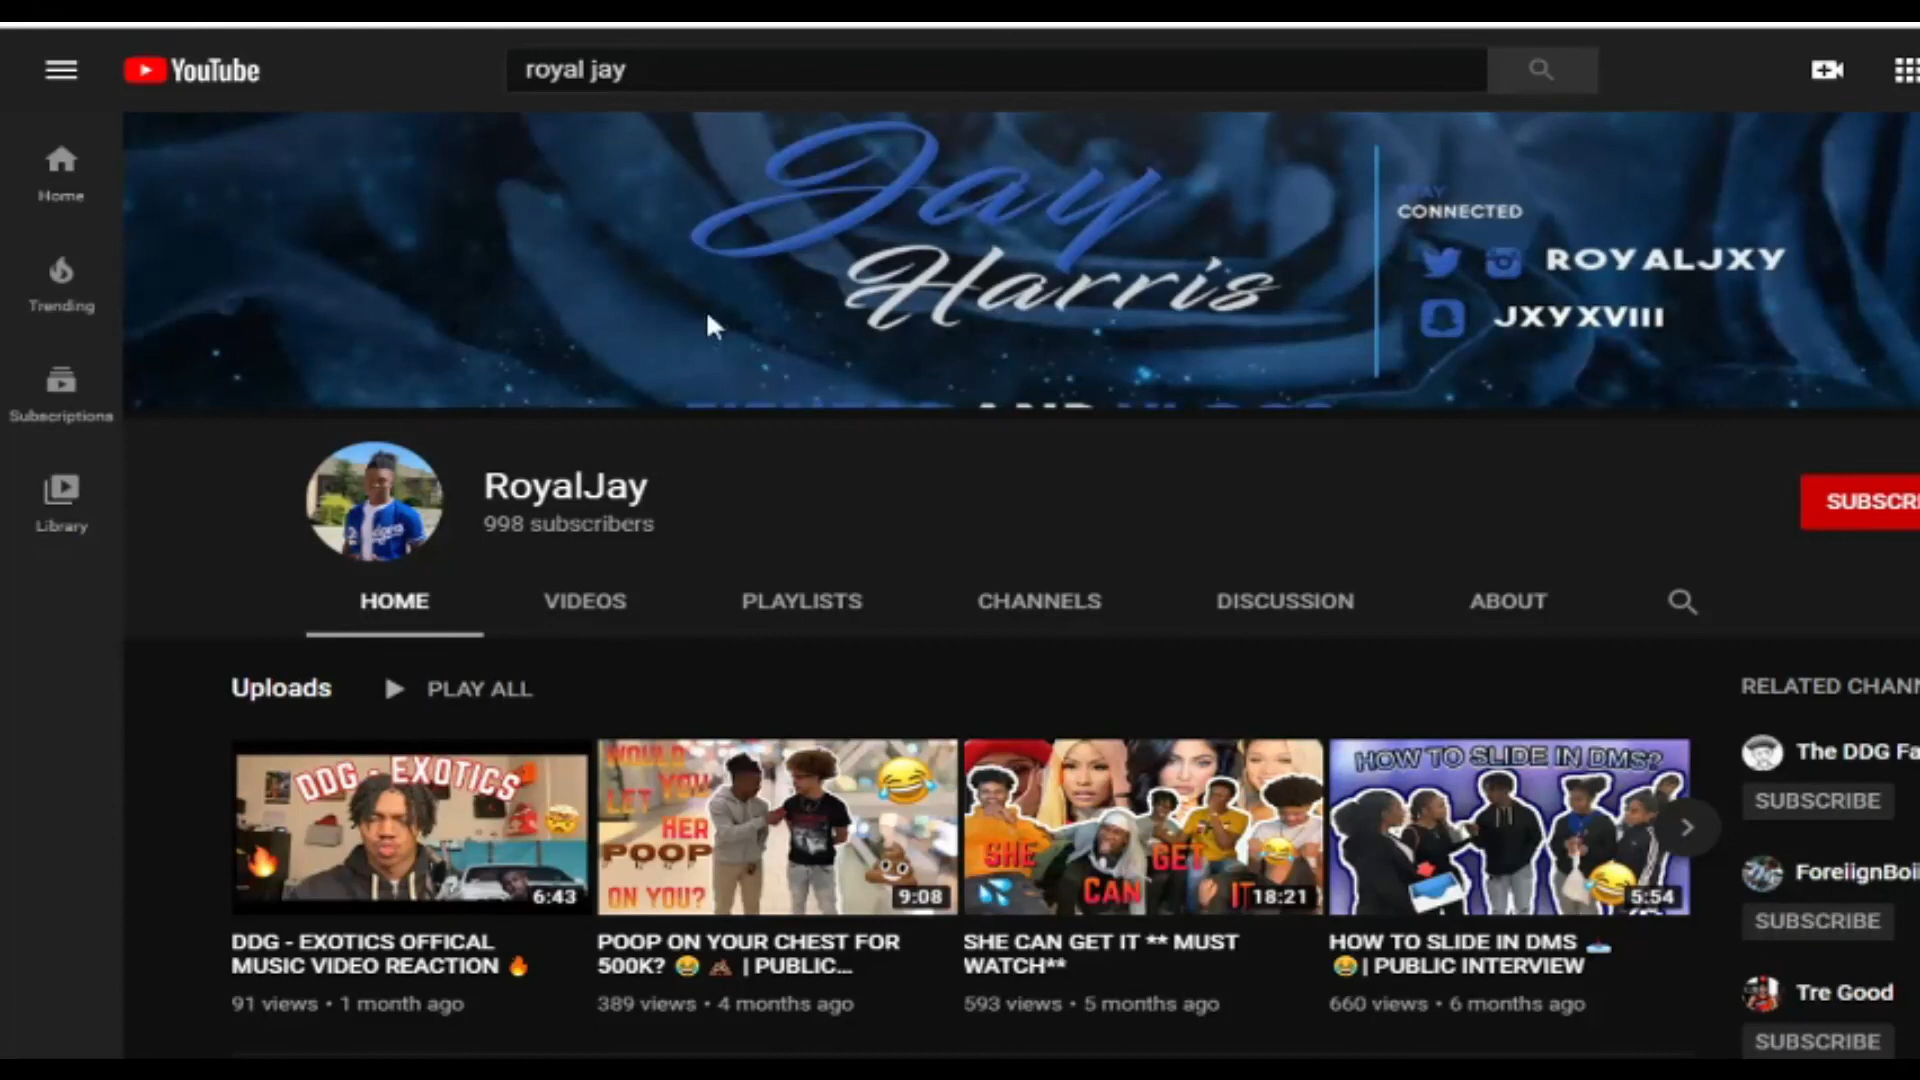 YouTube
royal jay
Home
Trending
Subscriptions
Library
Jay
Harris
CONNECTED
ROYALJXY
JXYXVIII
RoyalJay
998 subscribers
SUBSCRI
HOME VIDEOS PLAYLISTS CHANNELS DISCUSSION ABOUT
Uploads PLAY ALL
RELATED CHANN
DDG - EXOTICS
6:43
WOULD
LET YOU
HER
POOP
ON YOU?
9:08
SHE
CAN
GET
IT
18:21
HOW TO SLIDE IN DMS?
5:54
DDG - EXOTICS OFFICAL
MUSIC VIDEO REACTION 🔥
91 views • 1 month ago
POOP ON YOUR CHEST FOR
500K? 😂 💩 | PUBLIC...
389 views • 4 months ago
SHE CAN GET IT ** MUST
WATCH**
593 views • 5 months ago
HOW TO SLIDE IN DMS
😂 | PUBLIC INTERVIEW
660 views • 6 months ago
The DDG Fa
SUBSCRIBE
ForeiignBoii
SUBSCRIBE
Tre Good
SUBSCRIBE